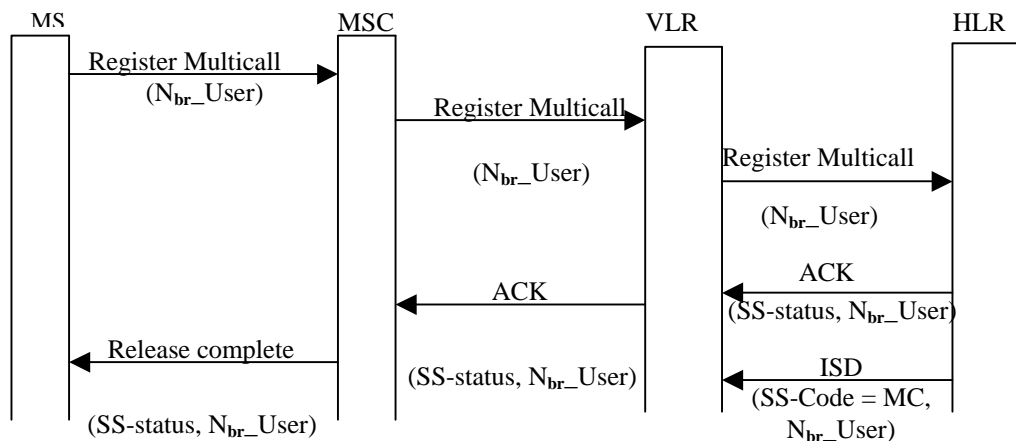 MS
MSC
VLR
HLR
Register Multicall
(Nbr_User)
Register Multicall
(Nbr_User)
Register Multicall
(Nbr_User)
ACK
(SS-status, Nbr_User)
ACK
(SS-status, Nbr_User)
Release complete
(SS-status, Nbr_User)
ISD
(SS-Code = MC,
Nbr_User)